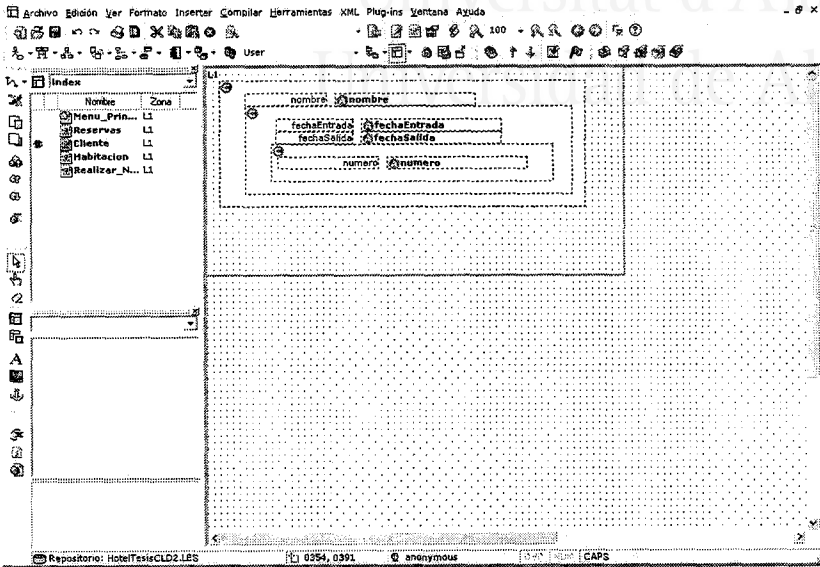 Archivo Edición Ver Formato Insertar Compilar Herramientas XML Plug-ins Ventana Ayuda
100
User
Index
L1
Nombre Zona
Menu_Prin... L1
Reservas L1
Cliente L1
Habitacion L1
Realizar_N... L1
nombre nombre
fechaEntrada fechaEntrada
fechaSalida fechaSalida
numero numero
A
Repositorio: HotelTesisCLD2.LES 0354, 0391 anonymous CAPS